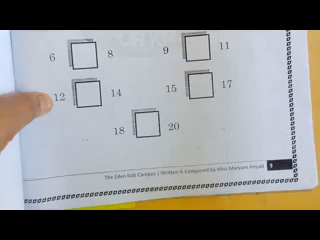 6 8 9 11
12 14 15 17
18 20
The Eden Kids Campus | Written & Composed by Miss Maryam Amjad
9